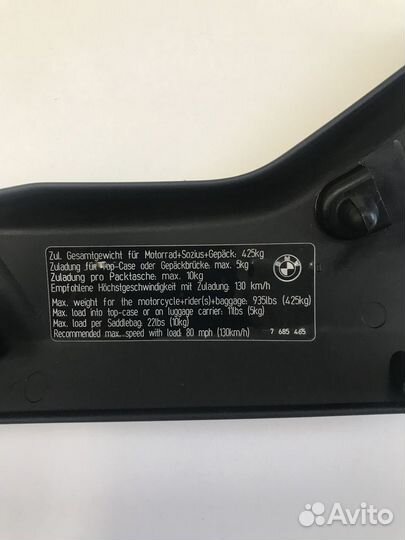 Zul. Gesamtgewicht für Motorrad+Sozius+Gepäck: 425kg
Zuladung für Top-Case oder Gepäckbrücke: max. 5kg
Zuladung pro Packtasche: max. 10kg
Empfohlene Höchstgeschwindigkeit mit Zuladung: 130 km/h
Max. weight for the motorcycle+rider(s)+baggage: 935lbs (425kg)
Max. load into top-case or on luggage carrier: 11lbs (5kg)
Max. load per Saddlebag: 22lbs (10kg)
Recommended max. speed with load: 80 mph (130km/h)
7 685 465
BMW
Avito